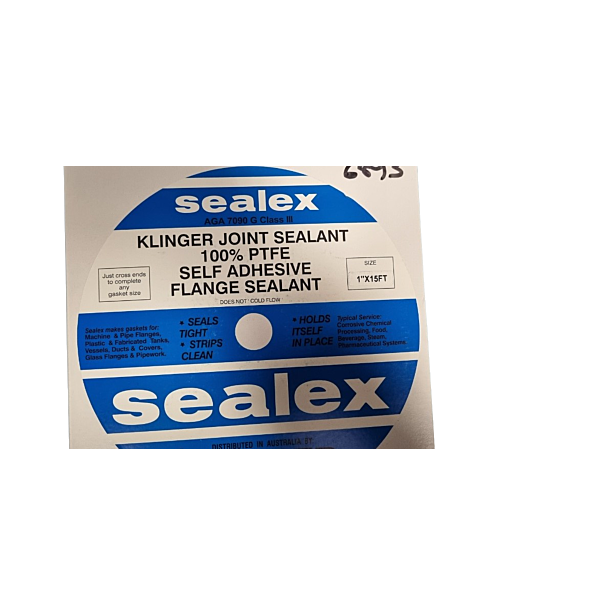 sealex
AGA 7090 G Class III
KLINGER JOINT SEALANT
100% PTFE
SELF ADHESIVE
FLANGE SEALANT
DOES NOT COLD FLOW
Just cross ends
to complete
any
gasket size
SIZE
1"X15FT
Sealex makes gaskets for:
Machine & Pipe Flanges,
Plastic & Fabricated Tanks,
Vessels, Ducts & Covers,
Glass Flanges & Pipework.
• SEALS
TIGHT
• STRIPS
CLEAN
• HOLDS
ITSELF
IN PLACE
Typical Service:
Corrosive Chemical
Processing, Food,
Beverage, Steam,
Pharmaceutical Systems
sealex
DISTRIBUTED IN AUSTRALIA BY